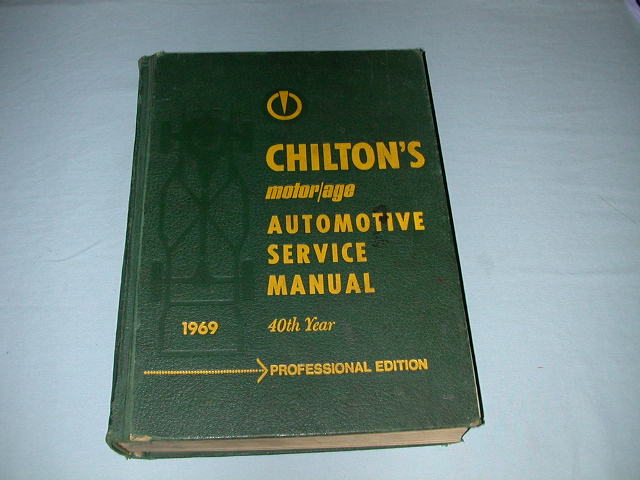 CHILTON'S
motor/age
AUTOMOTIVE
SERVICE
MANUAL
1969
40th Year
PROFESSIONAL EDITION